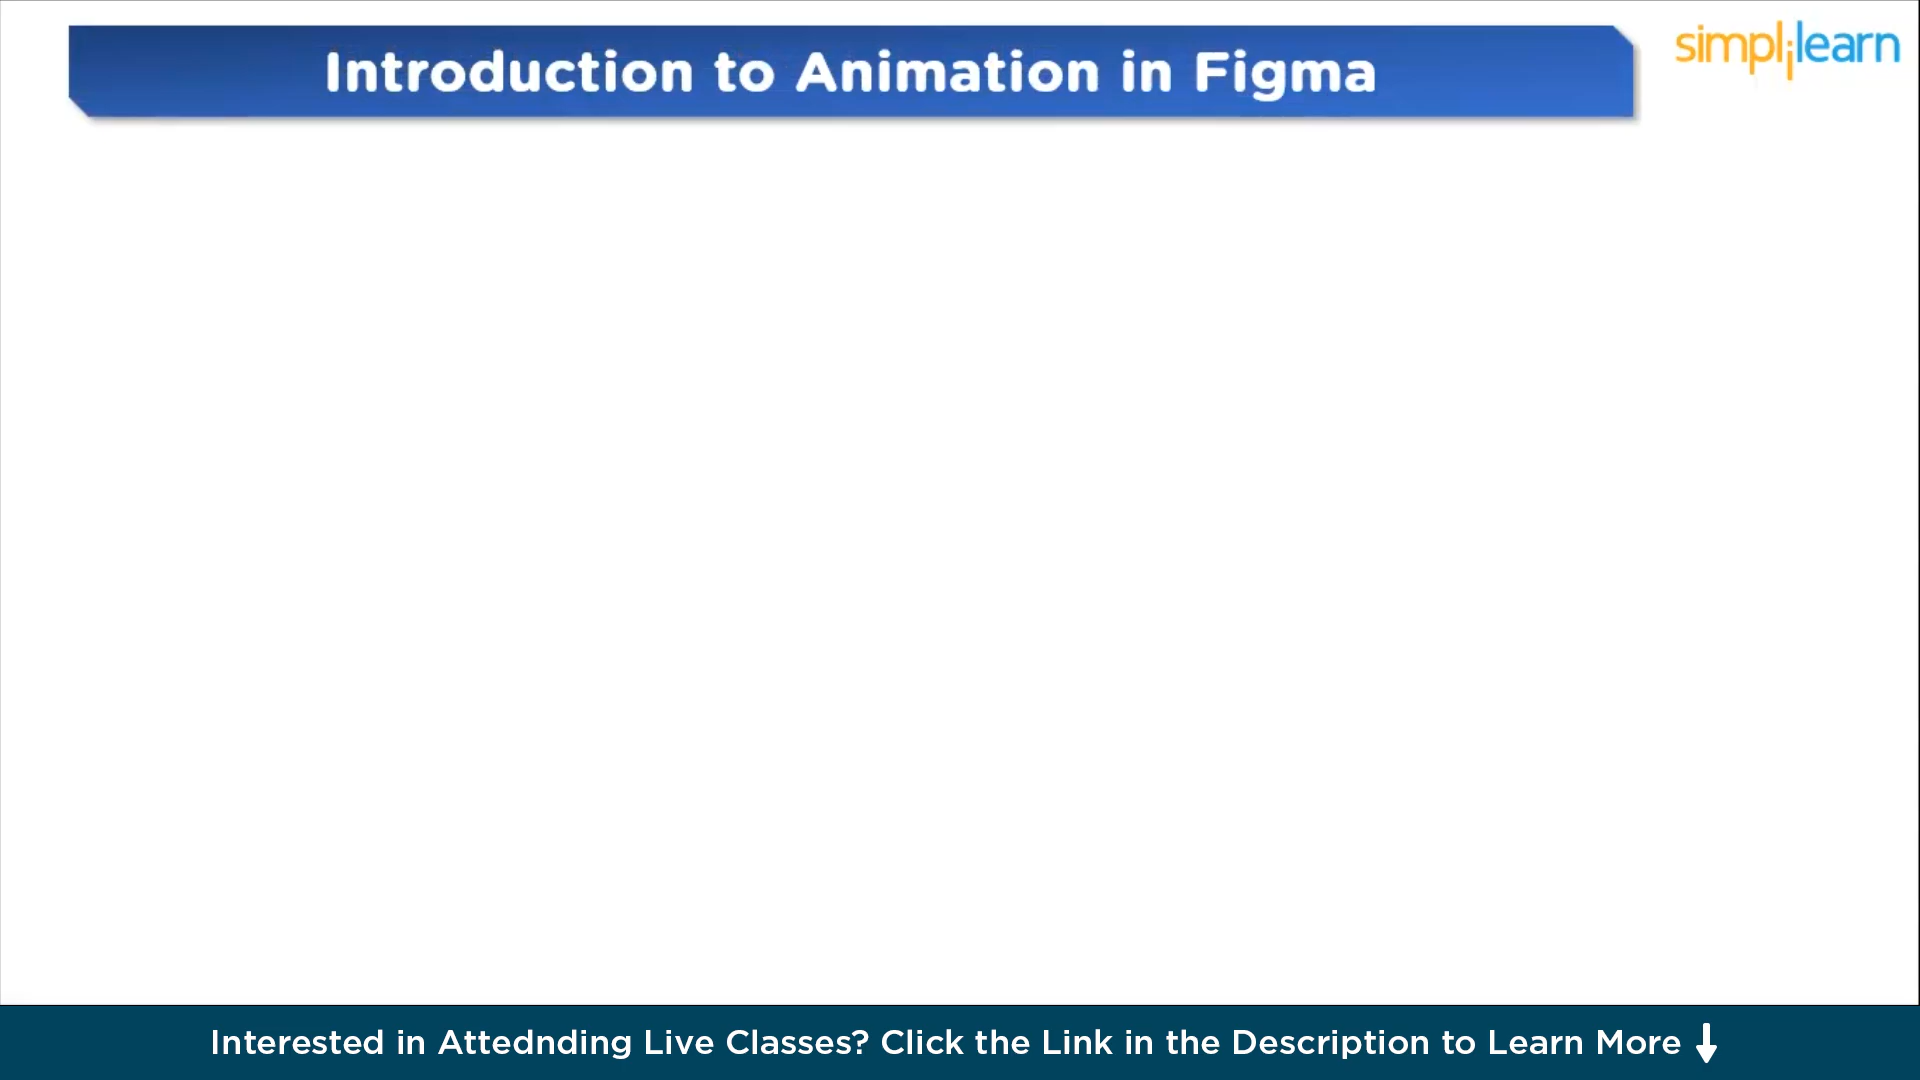 Introduction to Animation in Figma
simplilearn
Interested in Attednding Live Classes? Click the Link in the Description to Learn More